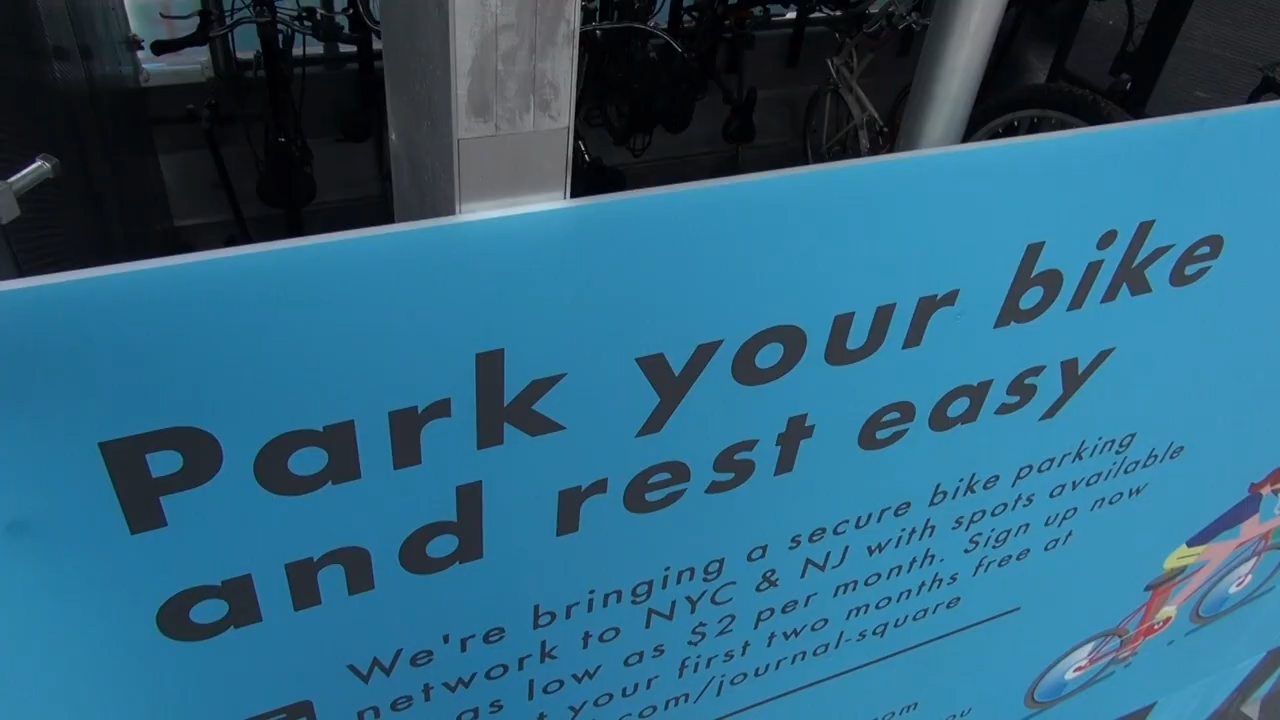 Park your bike
and rest easy
We're bringing a secure bike parking
network to NYC & NJ with spots available
as low as $2 per month. Sign up now
your first two months free at
.com/journal-square